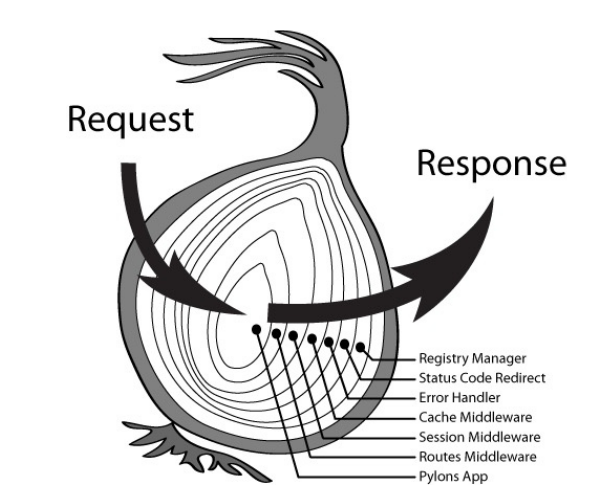 Request
Response
Registry Manager
Status Code Redirect
Error Handler
Cache Middleware
Session Middleware
Routes Middleware
Pylons App